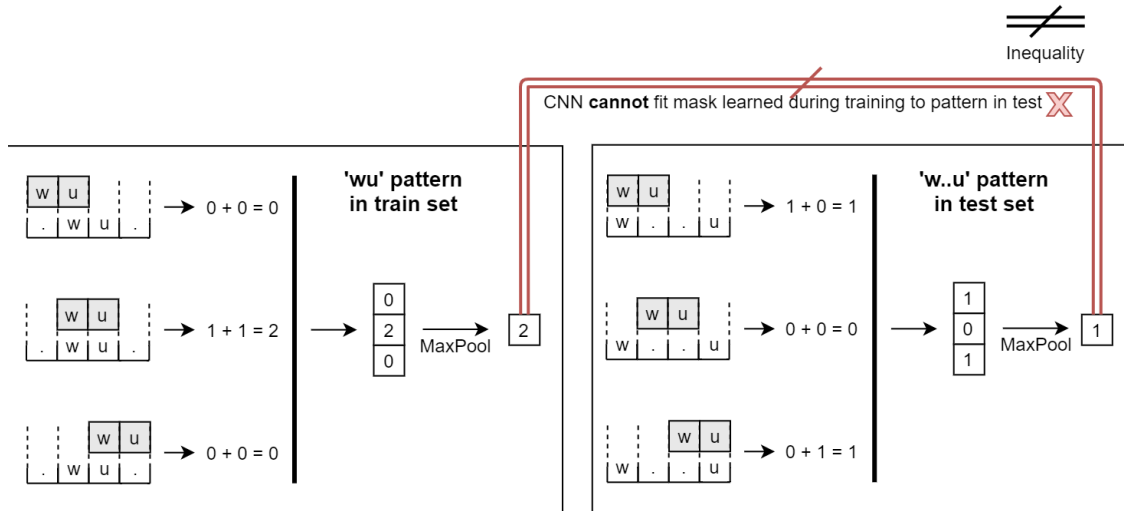 Inequality
CNN cannot fit mask learned during training to pattern in test X
'wu' pattern
in train set
w u
. w u .
0 + 0 = 0
w u
. w u .
1 + 1 = 2
w u
. w u .
0 + 0 = 0
0
2
0
MaxPool
2
'w..u' pattern
in test set
w u
w . . u
1 + 0 = 1
w u
w . . u
0 + 0 = 0
w u
w . . u
0 + 1 = 1
1
0
1
MaxPool
1